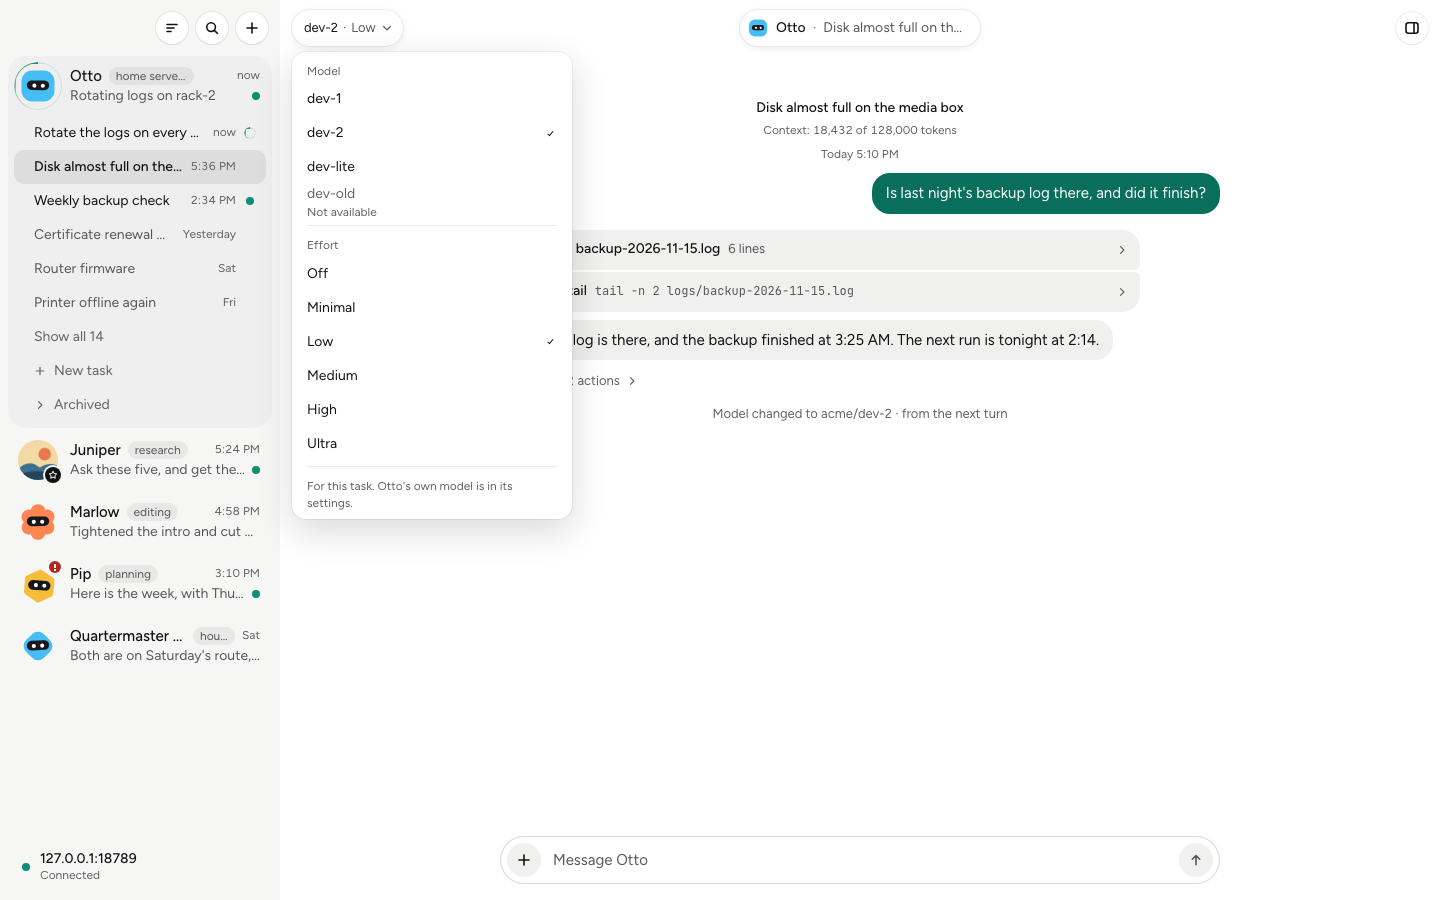 Otto home serve... now
Rotating logs on rack-2
Rotate the logs on every ... now
Disk almost full on the... 5:36 PM
Weekly backup check 2:34 PM
Certificate renewal ... Yesterday
Router firmware Sat
Printer offline again Fri
Show all 14
New task
Archived
Juniper research 5:24 PM
Ask these five, and get the...
Marlow editing 4:58 PM
Tightened the intro and cut ...
Pip planning 3:10 PM
Here is the week, with Thu...
Quartermaster ... hou... Sat
Both are on Saturday's route,...
127.0.0.1:18789
Connected
dev-2 · Low
Model
dev-1
dev-2
dev-lite
dev-old
Not available
Effort
Off
Minimal
Low
Medium
High
Ultra
For this task. Otto's own model is in its
settings.
Otto · Disk almost full on th...
Disk almost full on the media box
Context: 18,432 of 128,000 tokens
Today 5:10 PM
Is last night's backup log there, and did it finish?
backup-2026-11-15.log 6 lines
tail -n 2 logs/backup-2026-11-15.log
log is there, and the backup finished at 3:25 AM. The next run is tonight at 2:14.
actions
Model changed to acme/dev-2 · from the next turn
Message Otto